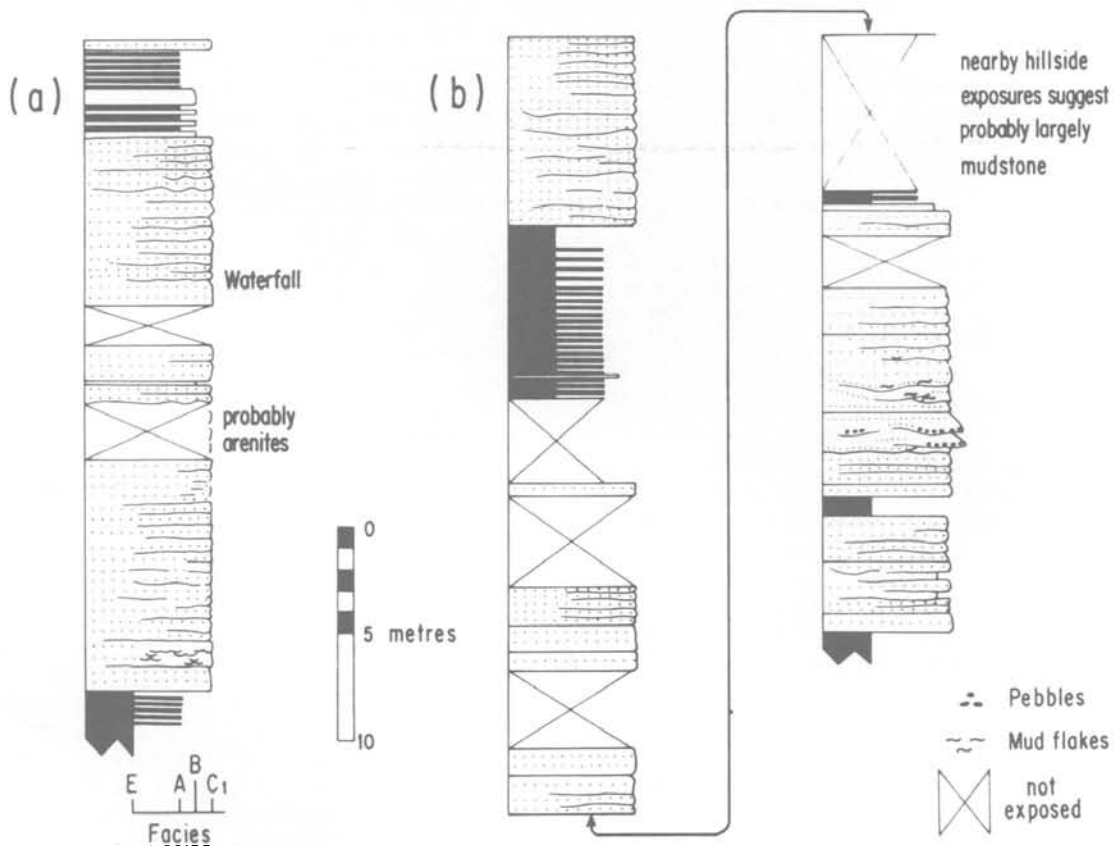 (a)
Waterfall
probably
arenites
0
5 metres
10
E A B C1
Facies
(b)
nearby hillside
exposures suggest
probably largely
mudstone
Pebbles
Mud flakes
not
exposed